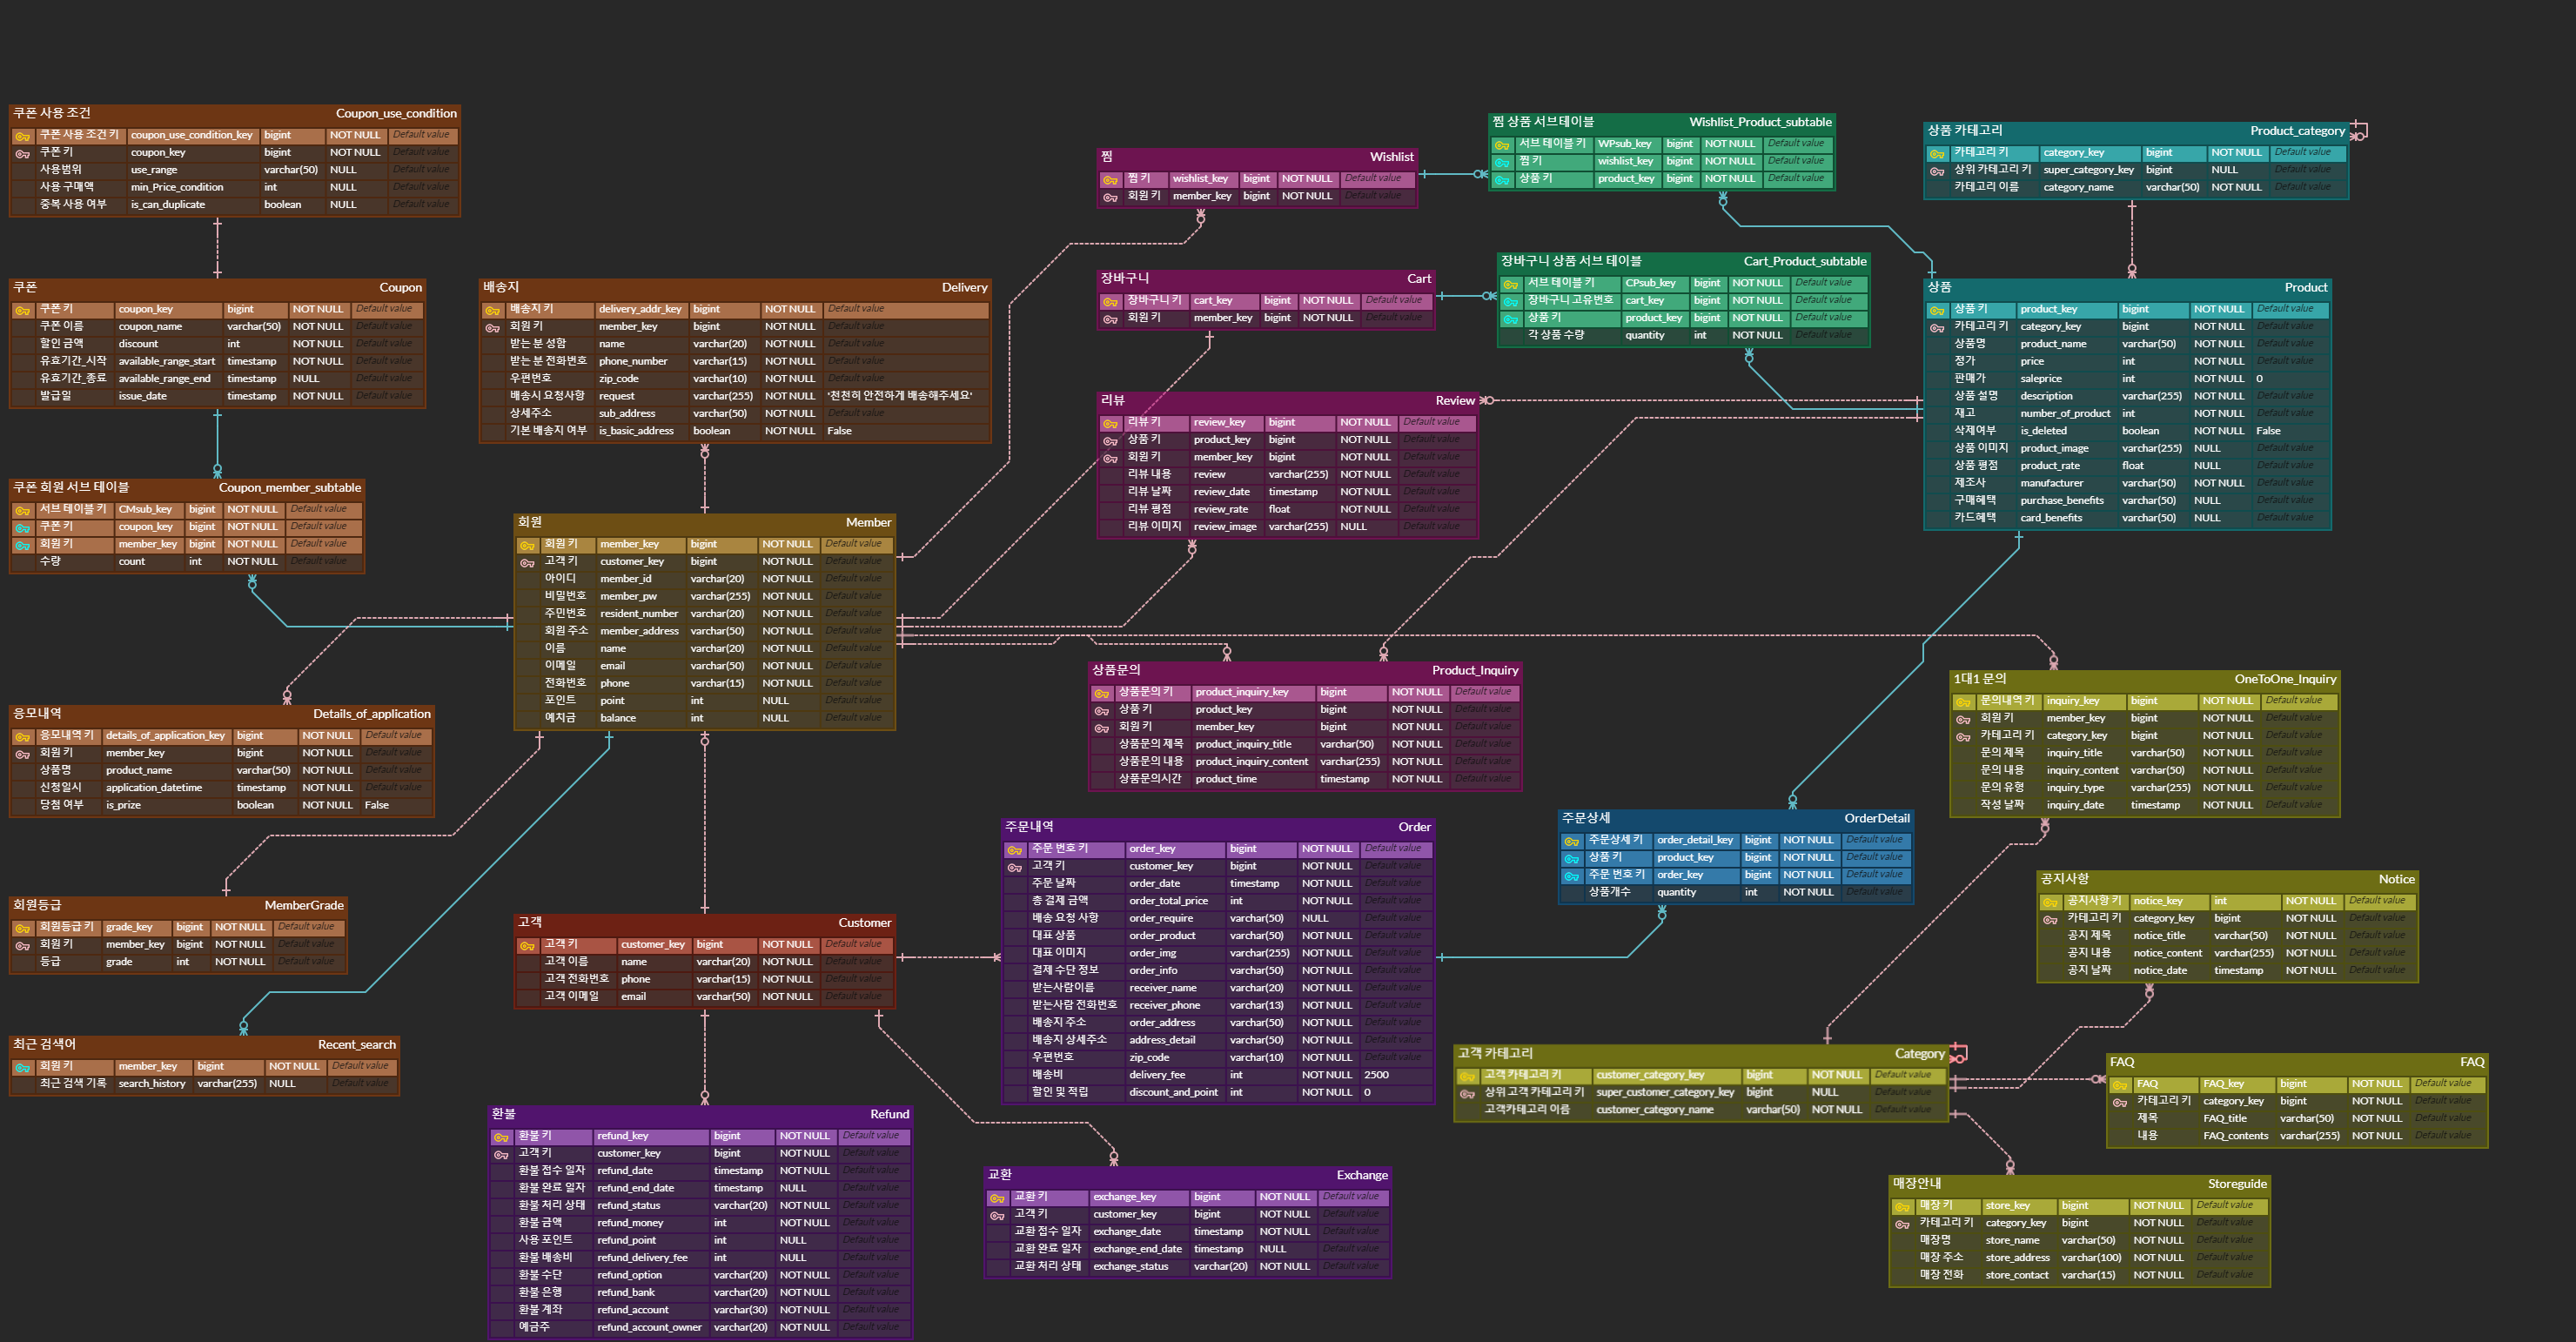 쿠폰 사용 조건 Coupon_use_condition
쿠폰 사용 조건 키 coupon_use_condition_key bigint NOT NULL Default value
쿠폰 키 coupon_key bigint NOT NULL Default value
사용범위 use_range varchar(50) NULL Default value
사용 구매액 min_Price_condition int NULL Default value
중복 사용 여부 is_can_duplicate boolean NULL Default value
쿠폰 Coupon
쿠폰 키 coupon_key bigint NOT NULL Default value
쿠폰 이름 coupon_name varchar(50) NOT NULL Default value
할인 금액 discount int NOT NULL Default value
유효기간_시작 available_range_start timestamp NOT NULL Default value
유효기간_종료 available_range_end timestamp NULL Default value
발급일 issue_date timestamp NOT NULL Default value
쿠폰 회원 서브 테이블 Coupon_member_subtable
서브 테이블 키 CMsub_key bigint NOT NULL Default value
쿠폰 키 coupon_key bigint NOT NULL Default value
회원 키 member_key bigint NOT NULL Default value
수량 count int NOT NULL Default value
응모내역 Details_of_application
응모내역 키 details_of_application_key bigint NOT NULL Default value
회원 키 member_key bigint NOT NULL Default value
상품명 product_name varchar(50) NOT NULL Default value
신청일시 application_datetime timestamp NOT NULL Default value
당첨 여부 is_prize boolean NOT NULL False
회원등급 MemberGrade
회원등급 키 grade_key bigint NOT NULL Default value
회원 키 member_key bigint NOT NULL Default value
등급 grade int NOT NULL Default value
최근 검색어 Recent_search
회원 키 member_key bigint NOT NULL Default value
최근 검색 기록 search_history varchar(255) NULL Default value
배송지 Delivery
배송지 키 delivery_addr_key bigint NOT NULL Default value
회원 키 member_key bigint NOT NULL Default value
받는 분 성함 name varchar(20) NOT NULL Default value
받는 분 전화번호 phone_number varchar(15) NOT NULL Default value
우편번호 zip_code varchar(10) NOT NULL Default value
배송시 요청사항 request varchar(255) NOT NULL '천천히 안전하게 배송해주세요'
상세주소 sub_address varchar(50) NOT NULL Default value
기본 배송지 여부 is_basic_address boolean NOT NULL False
회원 Member
회원 키 member_key bigint NOT NULL Default value
고객 키 customer_key bigint NOT NULL Default value
아이디 member_id varchar(20) NOT NULL Default value
비밀번호 member_pw varchar(255) NOT NULL Default value
주민번호 resident_number varchar(20) NOT NULL Default value
회원 주소 member_address varchar(50) NOT NULL Default value
이름 name varchar(20) NOT NULL Default value
이메일 email varchar(50) NOT NULL Default value
전화번호 phone varchar(15) NOT NULL Default value
포인트 point int NULL Default value
예치금 balance int NULL Default value
고객 Customer
고객 키 customer_key bigint NOT NULL Default value
고객 이름 name varchar(20) NOT NULL Default value
고객 전화번호 phone varchar(15) NOT NULL Default value
고객 이메일 email varchar(50) NOT NULL Default value
환불 Refund
환불 키 refund_key bigint NOT NULL Default value
고객 키 customer_key bigint NOT NULL Default value
환불 접수 일자 refund_date timestamp NOT NULL Default value
환불 완료 일자 refund_end_date timestamp NULL Default value
환불 처리 상태 refund_status varchar(20) NOT NULL Default value
환불 금액 refund_money int NOT NULL Default value
사용 포인트 refund_point int NULL Default value
환불 배송비 refund_delivery_fee int NULL Default value
환불 수단 refund_option varchar(20) NOT NULL Default value
환불 은행 refund_bank varchar(20) NOT NULL Default value
환불 계좌 refund_account varchar(30) NOT NULL Default value
예금주 refund_account_owner varchar(20) NOT NULL Default value
찜 Wishlist
찜 키 wishlist_key bigint NOT NULL Default value
회원 키 member_key bigint NOT NULL Default value
장바구니 Cart
장바구니 키 cart_key bigint NOT NULL Default value
회원 키 member_key bigint NOT NULL Default value
리뷰 Review
리뷰 키 review_key bigint NOT NULL Default value
상품 키 product_key bigint NOT NULL Default value
회원 키 member_key bigint NOT NULL Default value
리뷰 내용 review varchar(255) NOT NULL Default value
리뷰 날짜 review_date timestamp NOT NULL Default value
리뷰 평점 review_rate float NOT NULL Default value
리뷰 이미지 review_image varchar(255) NULL Default value
상품문의 Product_Inquiry
상품문의 키 product_inquiry_key bigint NOT NULL Default value
상품 키 product_key bigint NOT NULL Default value
회원 키 member_key bigint NOT NULL Default value
상품문의 제목 product_inquiry_title varchar(50) NOT NULL Default value
상품문의 내용 product_inquiry_content varchar(255) NOT NULL Default value
상품문의시간 product_time timestamp NOT NULL Default value
주문내역 Order
주문 번호 키 order_key bigint NOT NULL Default value
고객 키 customer_key bigint NOT NULL Default value
주문 날짜 order_date timestamp NOT NULL Default value
총 결제 금액 order_total_price int NOT NULL Default value
배송 요청 사항 order_require varchar(50) NULL Default value
대표 상품 order_product varchar(50) NOT NULL Default value
대표 이미지 order_img varchar(255) NOT NULL Default value
결제 수단 정보 order_info varchar(50) NOT NULL Default value
받는사람이름 receiver_name varchar(20) NOT NULL Default value
받는사람 전화번호 receiver_phone varchar(13) NOT NULL Default value
배송지 주소 order_address varchar(50) NOT NULL Default value
배송지 상세주소 address_detail varchar(50) NOT NULL Default value
우편번호 zip_code varchar(10) NOT NULL Default value
배송비 delivery_fee int NOT NULL 2500
할인 및 적립 discount_and_point int NOT NULL 0
교환 Exchange
교환 키 exchange_key bigint NOT NULL Default value
고객 키 customer_key bigint NOT NULL Default value
교환 접수 일자 exchange_date timestamp NOT NULL Default value
교환 완료 일자 exchange_end_date timestamp NULL Default value
교환 처리 상태 exchange_status varchar(20) NOT NULL Default value
찜 상품 서브테이블 Wishlist_Product_subtable
서브 테이블 키 WPsub_key bigint NOT NULL Default value
찜 키 wishlist_key bigint NOT NULL Default value
상품 키 product_key bigint NOT NULL Default value
장바구니 상품 서브 테이블 Cart_Product_subtable
서브 테이블 키 CPsub_key bigint NOT NULL Default value
장바구니 고유번호 cart_key bigint NOT NULL Default value
상품 키 product_key bigint NOT NULL Default value
각 상품 수량 quantity int NOT NULL Default value
상품 카테고리 Product_category
카테고리 키 category_key bigint NOT NULL Default value
상위 카테고리 키 super_category_key bigint NULL Default value
카테고리 이름 category_name varchar(50) NOT NULL Default value
상품 Product
상품 키 product_key bigint NOT NULL Default value
카테고리 키 category_key bigint NOT NULL Default value
상품명 product_name varchar(50) NOT NULL Default value
정가 price int NOT NULL Default value
판매가 saleprice int NOT NULL 0
상품 설명 description varchar(255) NOT NULL Default value
재고 number_of_product int NOT NULL Default value
삭제여부 is_deleted boolean NOT NULL False
상품 이미지 product_image varchar(255) NULL Default value
상품 평점 product_rate float NULL Default value
제조사 manufacturer varchar(50) NOT NULL Default value
구매혜택 purchase_benefits varchar(50) NULL Default value
카드혜택 card_benefits varchar(50) NULL Default value
주문상세 OrderDetail
주문상세 키 order_detail_key bigint NOT NULL Default value
상품 키 product_key bigint NOT NULL Default value
주문 번호 키 order_key bigint NOT NULL Default value
상품개수 quantity int NOT NULL Default value
1대1 문의 OneToOne_Inquiry
문의내역 키 inquiry_key bigint NOT NULL Default value
회원 키 member_key bigint NOT NULL Default value
카테고리 키 category_key bigint NOT NULL Default value
문의 제목 inquiry_title varchar(50) NOT NULL Default value
문의 내용 inquiry_content varchar(50) NOT NULL Default value
문의 유형 inquiry_type varchar(255) NOT NULL Default value
작성 날짜 inquiry_date timestamp NOT NULL Default value
공지사항 Notice
공지사항 키 notice_key int NOT NULL Default value
카테고리 키 category_key bigint NOT NULL Default value
공지 제목 notice_title varchar(50) NOT NULL Default value
공지 내용 notice_content varchar(255) NOT NULL Default value
공지 날짜 notice_date timestamp NOT NULL Default value
고객 카테고리 Category
고객카테고리 키 customer_category_key bigint NOT NULL Default value
상위 고객 카테고리 키 super_customer_category_key bigint NULL Default value
고객카테고리 이름 customer_category_name varchar(50) NOT NULL Default value
FAQ FAQ
FAQ FAQ_key bigint NOT NULL Default value
카테고리 키 category_key bigint NOT NULL Default value
제목 FAQ_title varchar(50) NOT NULL Default value
내용 FAQ_contents varchar(255) NOT NULL Default value
매장안내 Storeguide
매장 키 store_key bigint NOT NULL Default value
카테고리 키 category_key bigint NOT NULL Default value
매장명 store_name varchar(50) NOT NULL Default value
매장 주소 store_address varchar(100) NOT NULL Default value
매장 전화 store_contact varchar(15) NOT NULL Default value